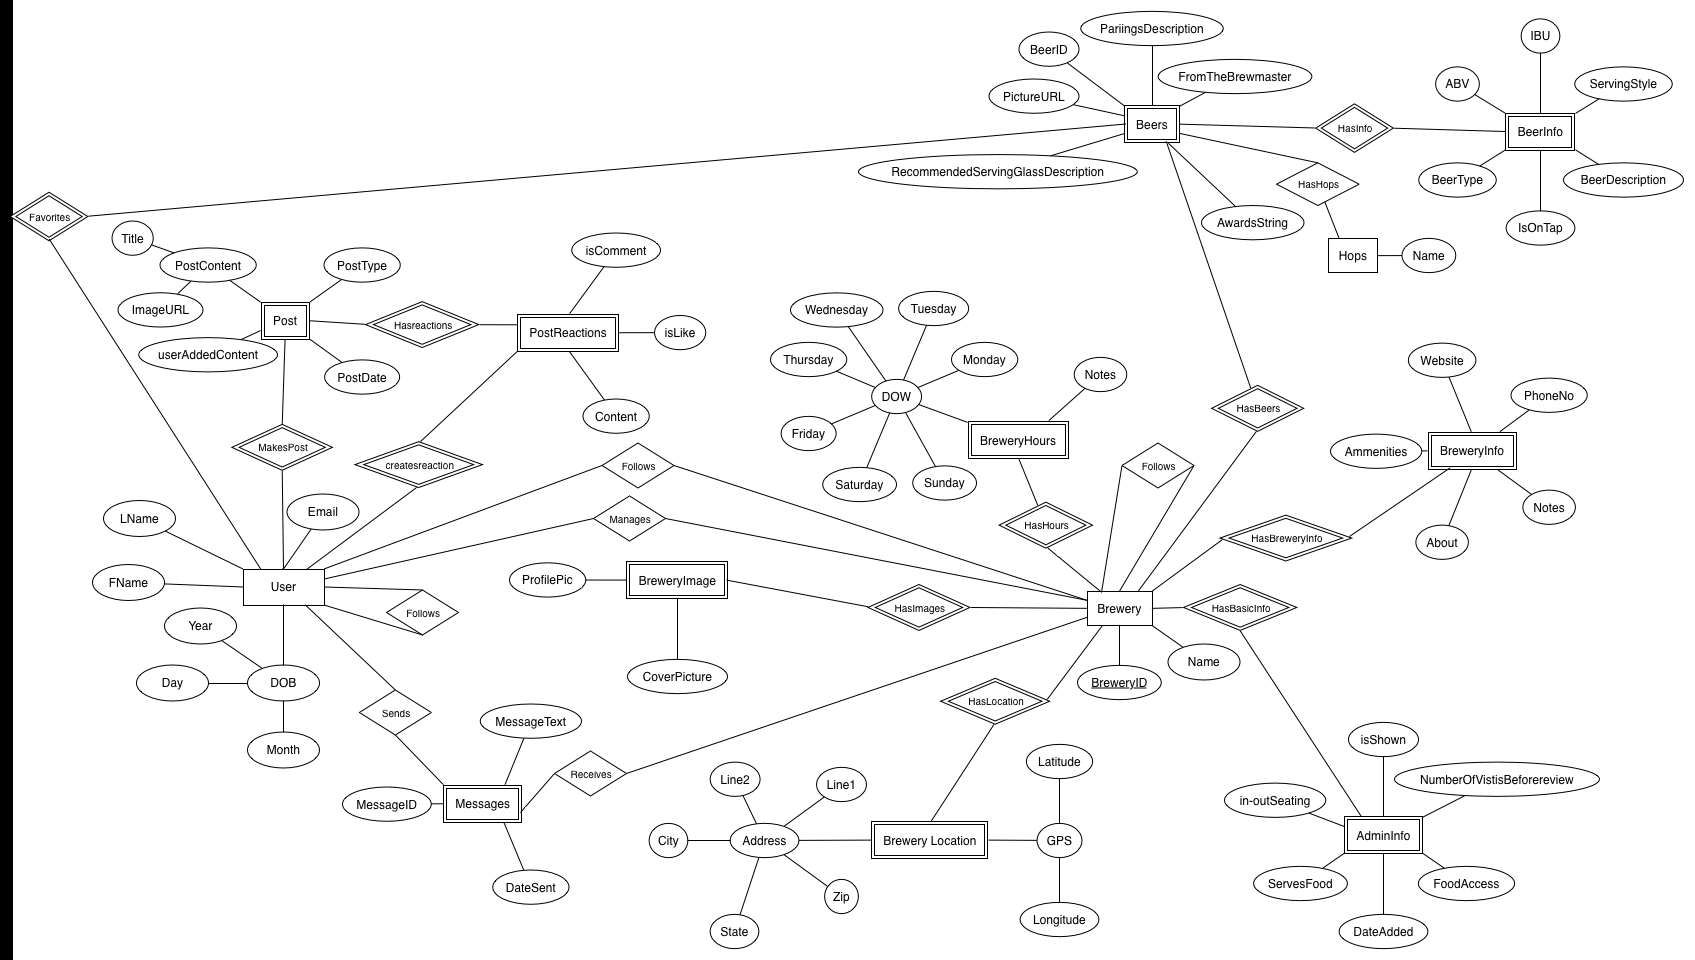 PariingsDescription
IBU
BeerID
FromTheBrewmaster
ABV
ServingStyle
PictureURL
Beers
HasInfo
BeerInfo
RecommendedServingGlassDescription
HasHops
BeerType
BeerDescription
AwardsString
IsOnTap
Favorites
Title
isComment
Hops
Name
PostContent
PostType
ImageURL
Wednesday
Tuesday
Post
Hasreactions
PostReactions
isLike
userAddedContent
Thursday
Monday
Website
PostDate
Notes
DOW
PhoneNo
HasBeers
Content
Friday
BreweryHours
MakesPost
Ammenities
BreweryInfo
createsreaction
Follows
Follows
Saturday
Sunday
Notes
LName
Email
Manages
HasHours
HasBreweryInfo
About
FName
User
ProfilePic
BreweryImage
HasImages
Brewery
HasBasicInfo
Follows
Year
Name
Day
DOB
CoverPicture
BreweryID
HasLocation
Sends
MessageText
isShown
Month
Latitude
Receives
Line2
Line1
NumberOfVistisBeforereview
MessageID
Messages
in-outSeating
City
Address
Brewery Location
GPS
AdminInfo
DateSent
Zip
ServesFood
FoodAccess
State
Longitude
DateAdded